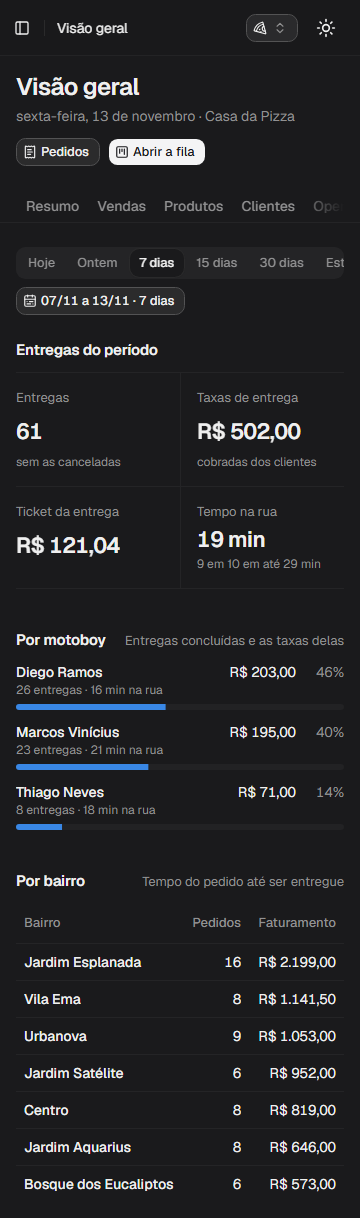 Visão geral
Visão geral
sexta-feira, 13 de novembro · Casa da Pizza
Pedidos
Abrir a fila
Resumo Vendas Produtos Clientes Ope
Hoje Ontem 7 dias 15 dias 30 dias Est
07/11 a 13/11 · 7 dias
Entregas do período
Entregas
61
sem as canceladas
Taxas de entrega
R$ 502,00
cobradas dos clientes
Ticket da entrega
R$ 121,04
Tempo na rua
19 min
9 em 10 em até 29 min
Por motoboy Entregas concluídas e as taxas delas
Diego Ramos R$ 203,00 46%
26 entregas · 16 min na rua
Marcos Vinícius R$ 195,00 40%
23 entregas · 21 min na rua
Thiago Neves R$ 71,00 14%
8 entregas · 18 min na rua
Por bairro Tempo do pedido até ser entregue
Bairro Pedidos Faturamento
Jardim Esplanada 16 R$ 2.199,00
Vila Ema 8 R$ 1.141,50
Urbanova 9 R$ 1.053,00
Jardim Satélite 6 R$ 952,00
Centro 8 R$ 819,00
Jardim Aquarius 8 R$ 646,00
Bosque dos Eucaliptos 6 R$ 573,00